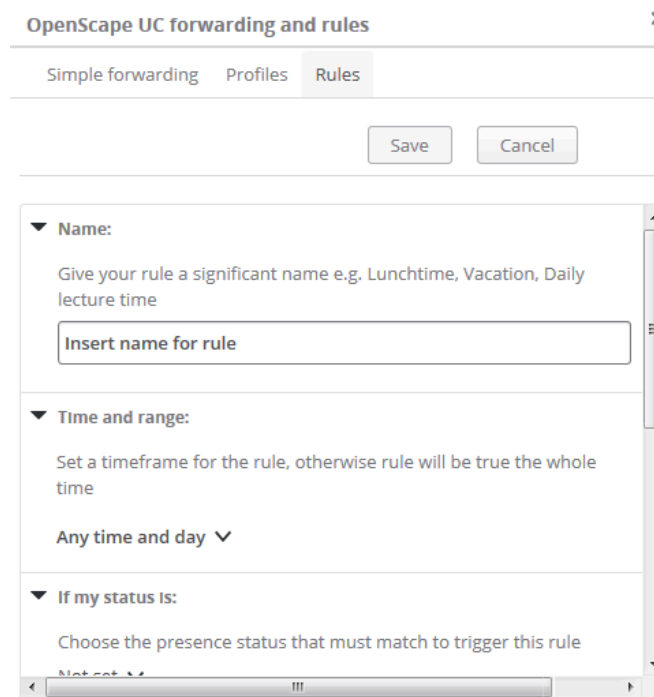 OpenScape UC forwarding and rules
Simple forwarding Profiles Rules
Save Cancel
Name:
Give your rule a significant name e.g. Lunchtime, Vacation, Daily
lecture time
Insert name for rule
Time and range:
Set a timeframe for the rule, otherwise rule will be true the whole
time
Any time and day
If my status is:
Choose the presence status that must match to trigger this rule
Not set